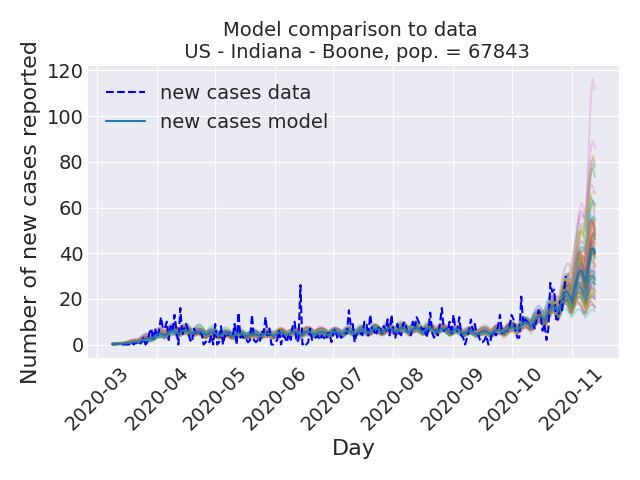 Model comparison to data
US - Indiana - Boone, pop. = 67843
Number of new cases reported
120
100
80
60
40
20
0
new cases data
new cases model
2020-03
2020-04
2020-05
2020-06
2020-07
2020-08
2020-09
2020-10
2020-11
Day